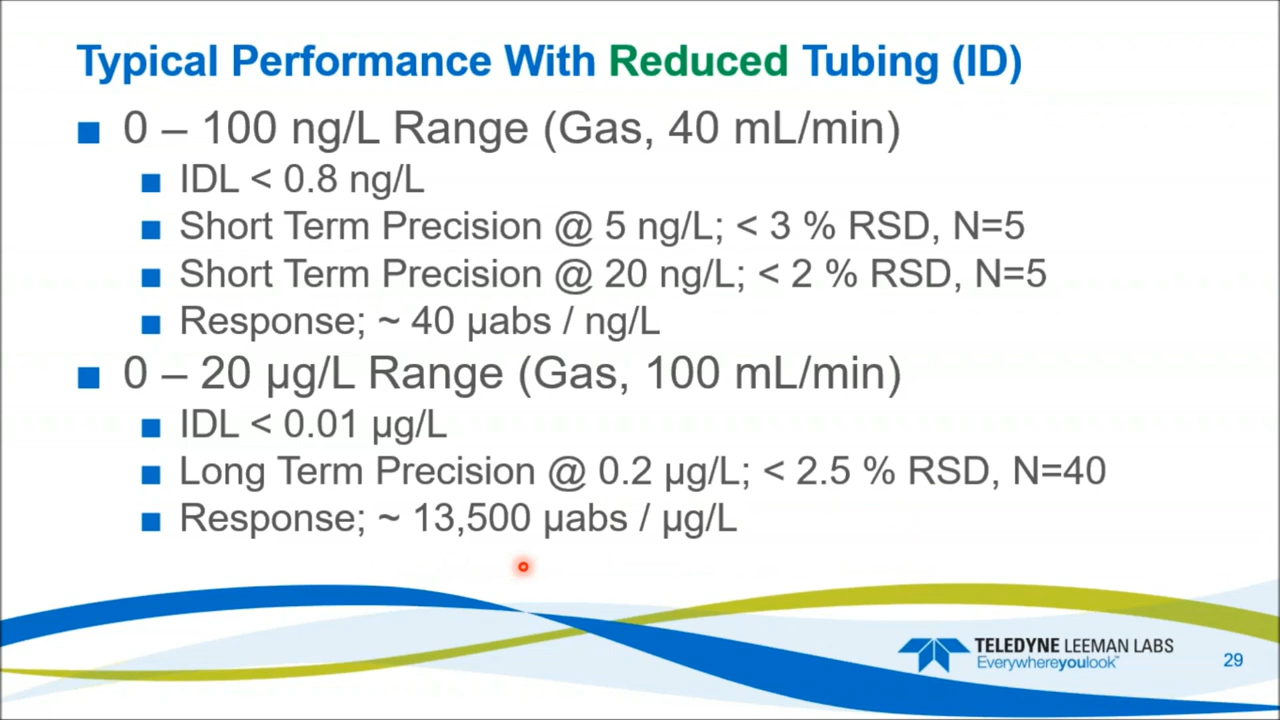 Typical Performance With Reduced Tubing (ID)
0 – 100 ng/L Range (Gas, 40 mL/min)
IDL < 0.8 ng/L
Short Term Precision @ 5 ng/L; < 3 % RSD, N=5
Short Term Precision @ 20 ng/L; < 2 % RSD, N=5
Response; ~ 40 µabs / ng/L
0 – 20 µg/L Range (Gas, 100 mL/min)
IDL < 0.01 µg/L
Long Term Precision @ 0.2 µg/L; < 2.5 % RSD, N=40
Response; ~ 13,500 µabs / µg/L
TELEDYNE LEEMAN LABS
Everywhereyoulook™
29